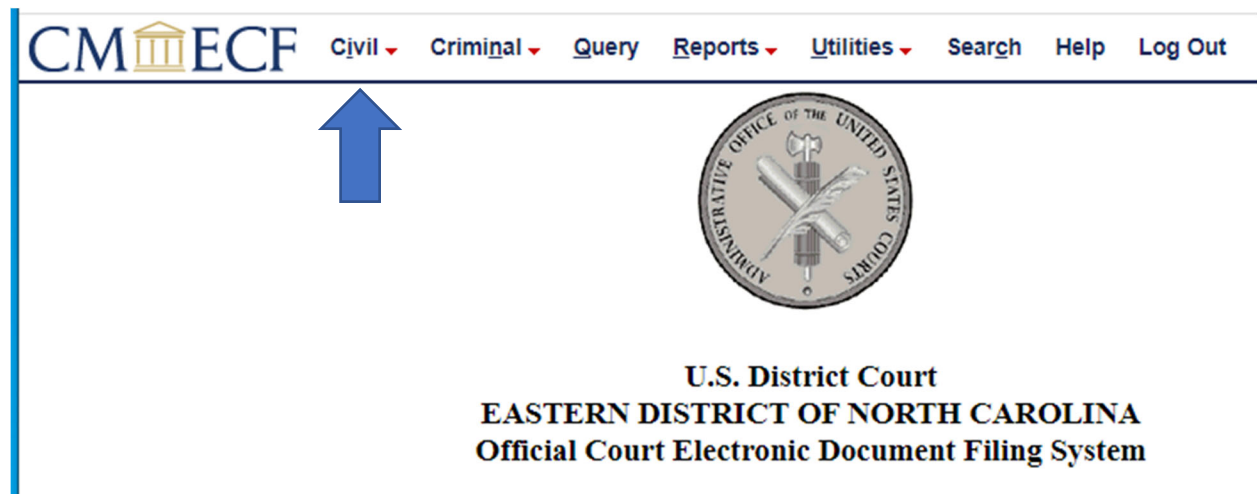 CM ECF Civil Criminal Query Reports Utilities Search Help Log Out
ADMINISTRATIVE OFFICE OF THE UNITED STATES COURTS
U.S. District Court
EASTERN DISTRICT OF NORTH CAROLINA
Official Court Electronic Document Filing System